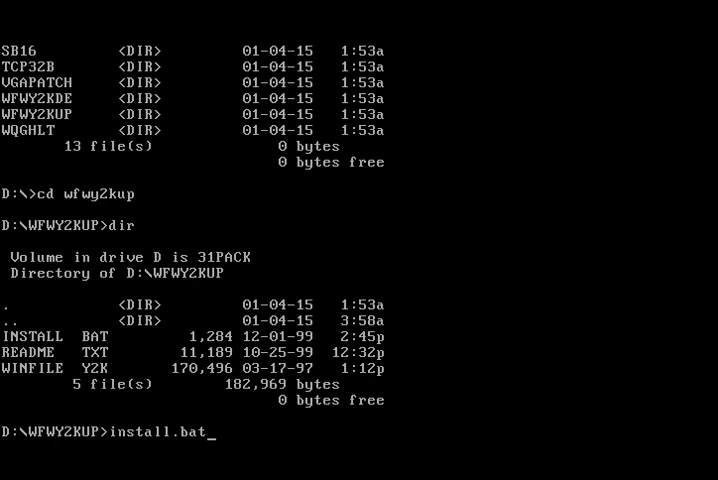 SB16 <DIR> 01-04-15 1:53a
TCP32B <DIR> 01-04-15 1:53a
VGAPATCH <DIR> 01-04-15 1:53a
WFWY2KDE <DIR> 01-04-15 1:53a
WFWY2KUP <DIR> 01-04-15 1:53a
WQGHLT <DIR> 01-04-15 1:53a
13 file(s) 0 bytes
0 bytes free
D:\>cd wfwy2kup
D:\WFWY2KUP>dir
Volume in drive D is 31PACK
Directory of D:\WFWY2KUP
. <DIR> 01-04-15 1:53a
.. <DIR> 01-04-15 3:58a
INSTALL BAT 1,284 12-01-99 2:45p
README TXT 11,189 10-25-99 12:32p
WINFILE Y2K 170,496 03-17-97 1:12p
5 file(s) 182,969 bytes
0 bytes free
D:\WFWY2KUP>install.bat_